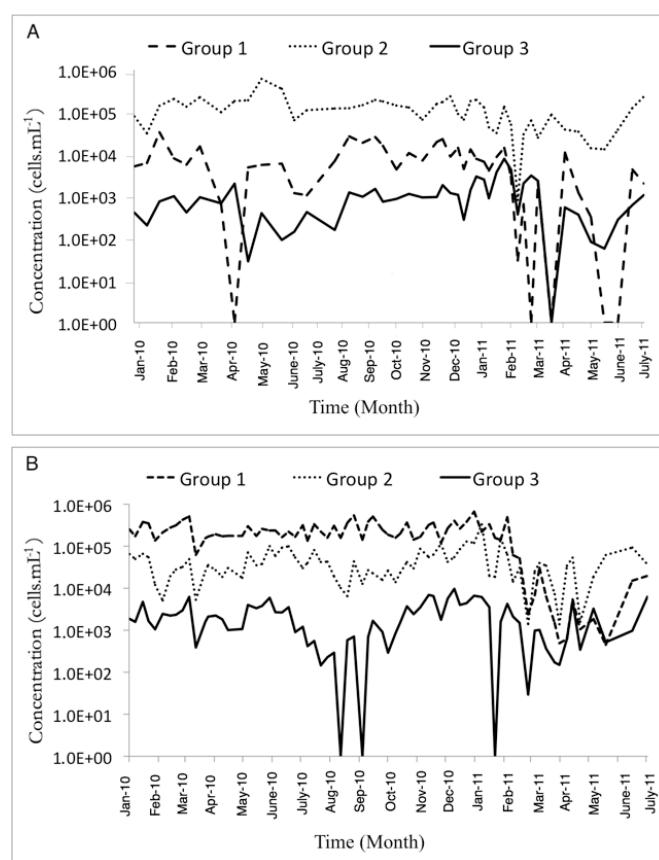 A
Group 1 Group 2 Group 3
1.0E+06
1.0E+05
1.0E+04
1.0E+03
1.0E+02
1.0E+01
1.0E+00
Concentration (cells.mL⁻¹)
Jan-10 Feb-10 Mar-10 Apr-10 May-10 June-10 July-10 Aug-10 Sep-10 Oct-10 Nov-10 Dec-10 Jan-11 Feb-11 Mar-11 Apr-11 May-11 June-11 July-11
Time (Month)
B
Group 1 Group 2 Group 3
1.0E+06
1.0E+05
1.0E+04
1.0E+03
1.0E+02
1.0E+01
1.0E+00
Concentration (cells.mL⁻¹)
Jan-10 Feb-10 Mar-10 Apr-10 May-10 June-10 July-10 Aug-10 Sep-10 Oct-10 Nov-10 Dec-10 Jan-11 Feb-11 Mar-11 Apr-11 May-11 June-11 July-11
Time (Month)